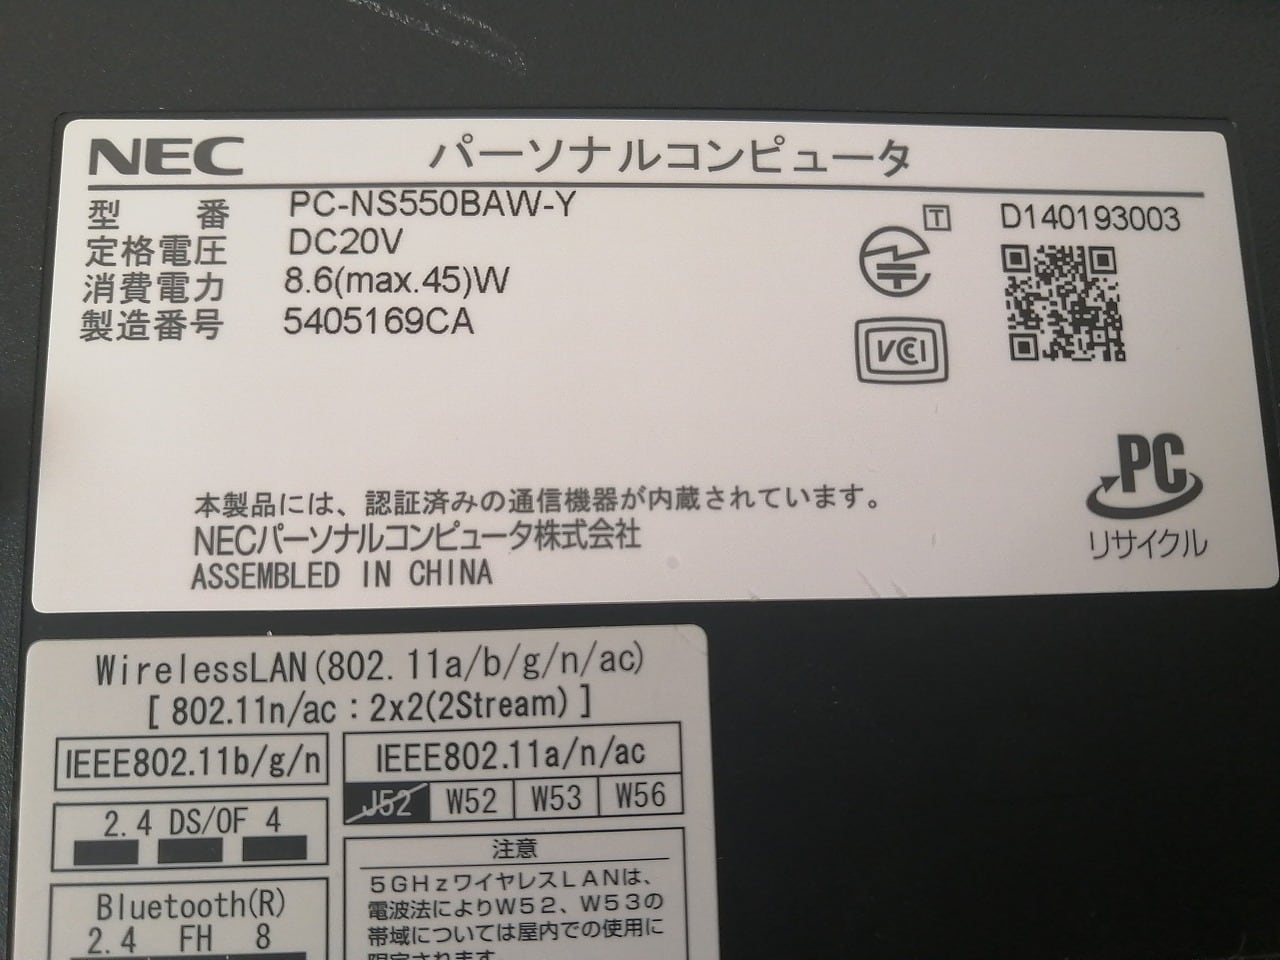 NEC パーソナルコンピュータ
型 番 PC-NS550BAW-Y
定格電圧 DC20V
消費電力 8.6(max.45)W
製造番号 5405169CA
T
D140193003
VCCI
PC
リサイクル
本製品には、認証済みの通信機器が内蔵されています。
NECパーソナルコンピュータ株式会社
ASSEMBLED IN CHINA
WirelessLAN(802.11a/b/g/n/ac)
[ 802.11n/ac : 2x2(2Stream) ]
IEEE802.11b/g/n
2.4 DS/OF 4
Bluetooth(R)
2.4 FH 8
IEEE802.11a/n/ac
J52 W52 W53 W56
注意
5GHzワイヤレスLANは、
電波法によりW52、W53の
帯域については屋内での使用に
限定されます。